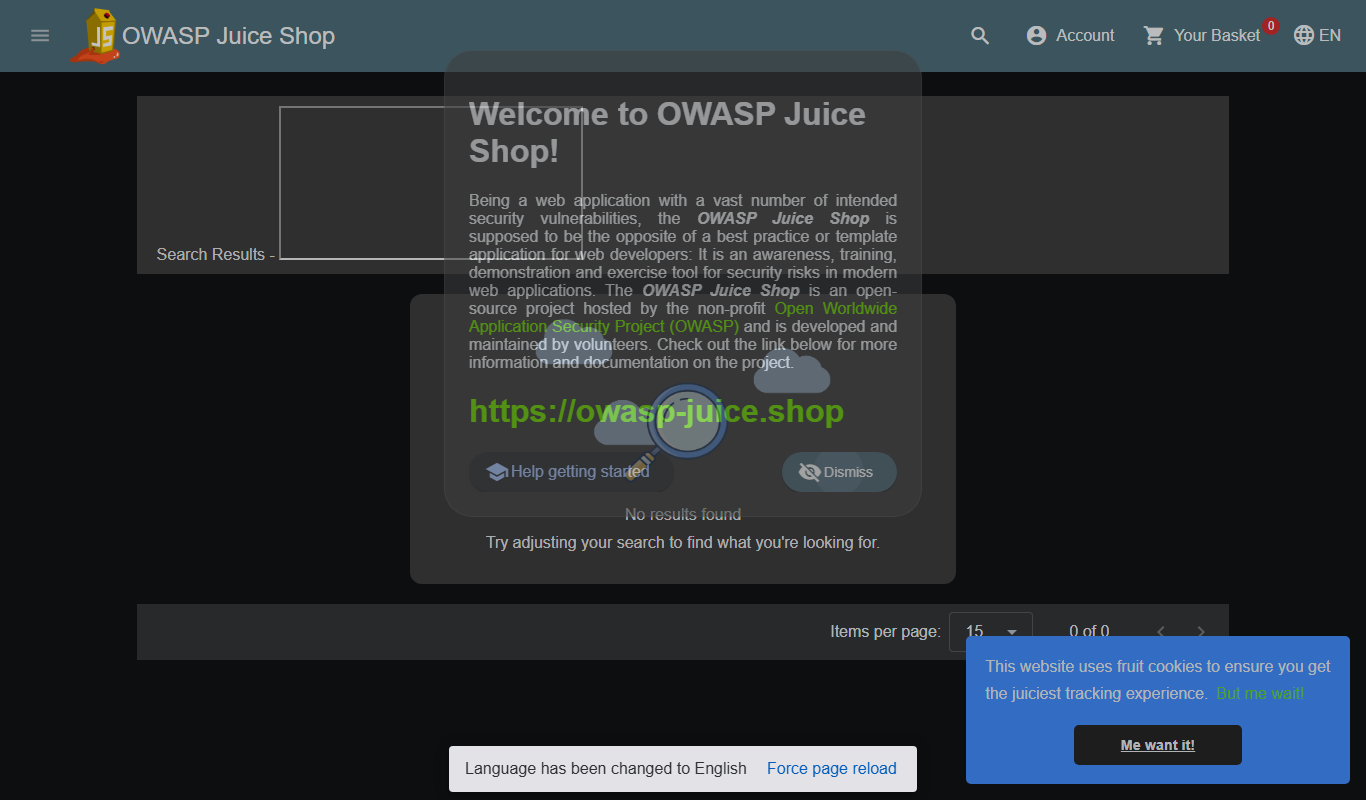 OWASP Juice Shop
Account
Your Basket
0
EN
Welcome to OWASP Juice
Shop!
Being a web application with a vast number of intended
security vulnerabilities, the OWASP Juice Shop is
supposed to be the opposite of a best practice or template
application for web developers: It is an awareness, training,
demonstration and exercise tool for security risks in modern
web applications. The OWASP Juice Shop is an open-
source project hosted by the non-profit Open Worldwide
Application Security Project (OWASP) and is developed and
maintained by volunteers. Check out the link below for more
information and documentation on the project.
https://owasp-juice.shop
Help getting started
Dismiss
Search Results -
No results found
Try adjusting your search to find what you're looking for.
Items per page:
15
0 of 0
This website uses fruit cookies to ensure you get
the juiciest tracking experience. But me wait!
Me want it!
Language has been changed to English
Force page reload